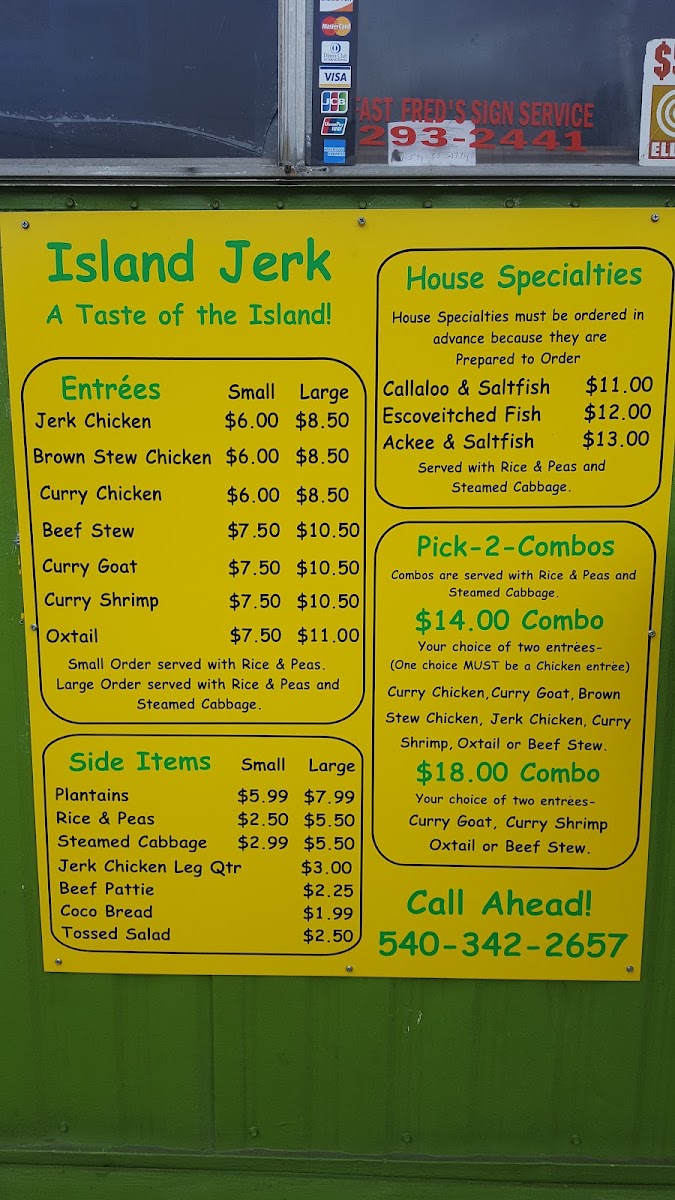 MasterCard
Diners Club
VISA
JCB
UnionPay
FAST FRED'S SIGN SERVICE
293-2441
Island Jerk
A Taste of the Island!
Entrées Small Large
Jerk Chicken $6.00 $8.50
Brown Stew Chicken $6.00 $8.50
Curry Chicken $6.00 $8.50
Beef Stew $7.50 $10.50
Curry Goat $7.50 $10.50
Curry Shrimp $7.50 $10.50
Oxtail $7.50 $11.00
Small Order served with Rice & Peas.
Large Order served with Rice & Peas and
Steamed Cabbage.
Side Items Small Large
Plantains $5.99 $7.99
Rice & Peas $2.50 $5.50
Steamed Cabbage $2.99 $5.50
Jerk Chicken Leg Qtr $3.00
Beef Pattie $2.25
Coco Bread $1.99
Tossed Salad $2.50
House Specialties
House Specialties must be ordered in
advance because they are
Prepared to Order
Callaloo & Saltfish $11.00
Escoveitched Fish $12.00
Ackee & Saltfish $13.00
Served with Rice & Peas and
Steamed Cabbage.
Pick-2-Combos
Combos are served with Rice & Peas and
Steamed Cabbage.
$14.00 Combo
Your choice of two entrèes-
(One choice MUST be a Chicken entrèe)
Curry Chicken, Curry Goat, Brown
Stew Chicken, Jerk Chicken, Curry
Shrimp, Oxtail or Beef Stew.
$18.00 Combo
Your choice of two entrèes-
Curry Goat, Curry Shrimp
Oxtail or Beef Stew.
Call Ahead!
540-342-2657